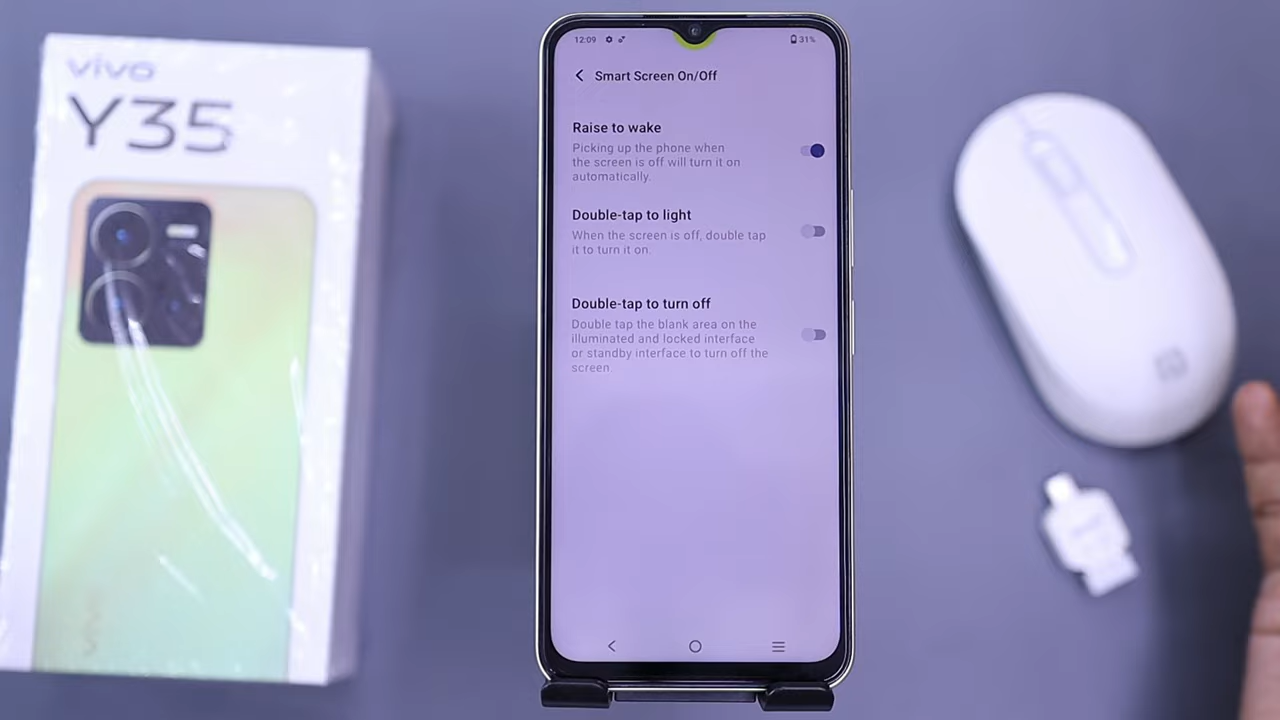 vivo
Y35
12:09
31%
Smart Screen On/Off
Raise to wake
Picking up the phone when
the screen is off will turn it on
automatically.
Double-tap to light
When the screen is off, double tap
it to turn it on.
Double-tap to turn off
Double tap the blank area on the
illuminated and locked interface
or standby interface to turn off the
screen.